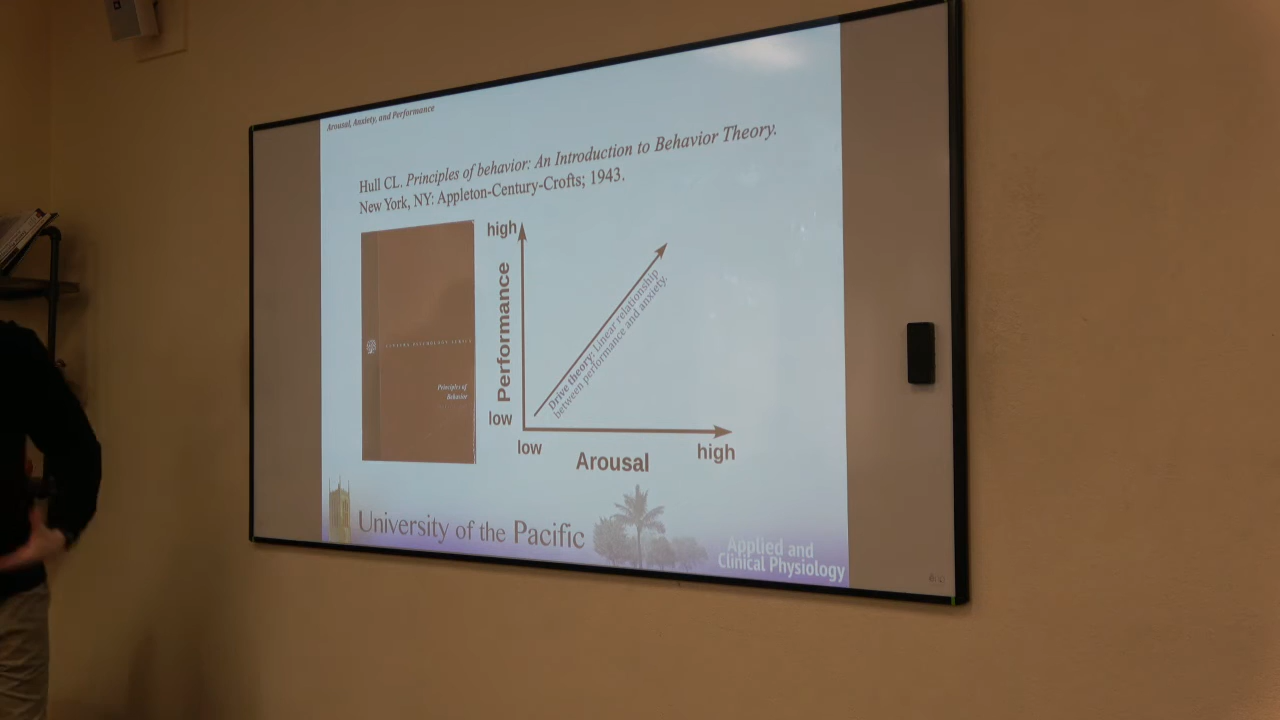 Arousal, Anxiety, and Performance
Hull CL. Principles of behavior: An Introduction to Behavior Theory.
New York, NY: Appleton-Century-Crofts; 1943.
high
Performance
low
low
Arousal
high
Drive theory: Linear relationship
between performance and anxiety.
Principles of
Behavior
University of the Pacific
Applied and
Clinical Physiology